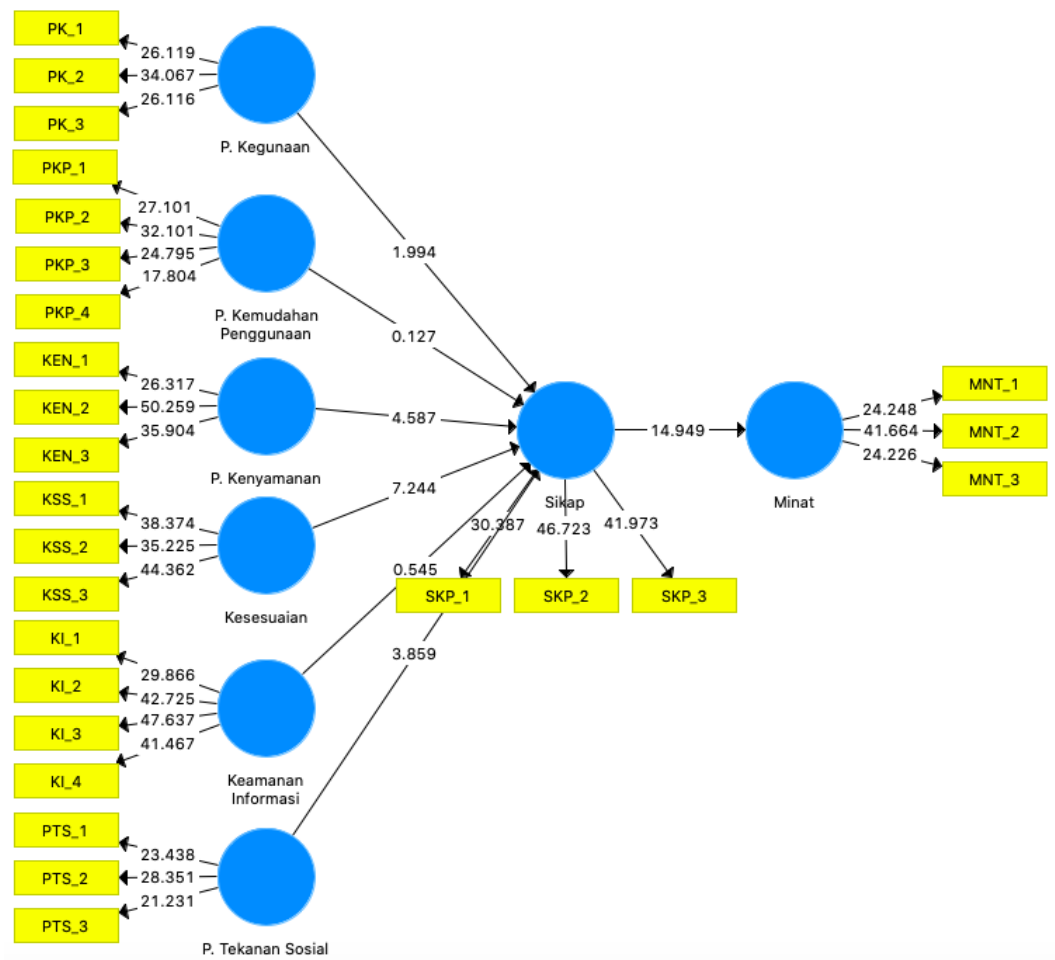 PK_1
26.119
PK_2
34.067
26.116
PK_3
P. Kegunaan
PKP_1
27.101
PKP_2
32.101
24.795
PKP_3
17.804
PKP_4
P. Kemudahan
Penggunaan
KEN_1
26.317
KEN_2
50.259
35.904
KEN_3
P. Kenyamanan
KSS_1
38.374
KSS_2
35.225
44.362
KSS_3
Kesesuaian
KI_1
29.866
KI_2
42.725
47.637
KI_3
41.467
KI_4
Keamanan
Informasi
PTS_1
23.438
PTS_2
28.351
21.231
PTS_3
P. Tekanan Sosial
1.994
0.127
4.587
7.244
0.545
3.859
Sikap
30.387
46.723
41.973
SKP_1
SKP_2
SKP_3
14.949
Minat
24.248
41.664
24.226
MNT_1
MNT_2
MNT_3